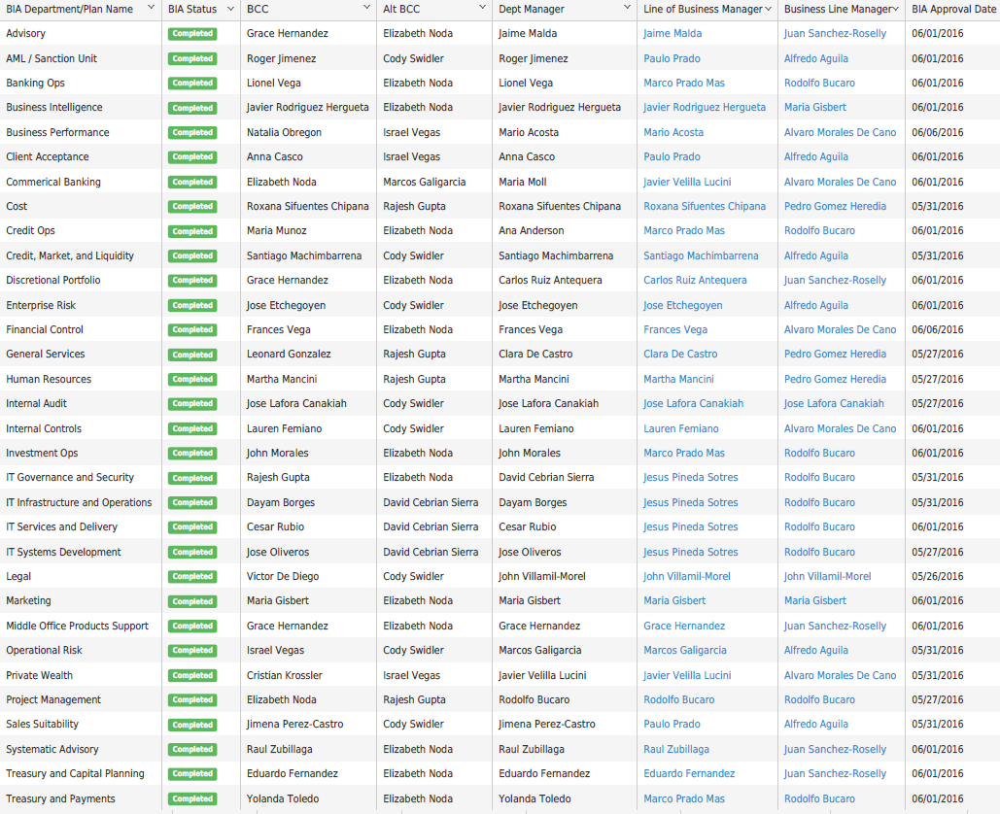 BIA Department/Plan Name BIA Status BCC Alt BCC Dept Manager Line of Business Manager Business Line Manager BIA Approval Date
Advisory Completed Grace Hernandez Elizabeth Noda Jaime Malda Jaime Malda Juan Sanchez-Roselly 06/01/2016
AML / Sanction Unit Completed Roger Jimenez Cody Swidler Roger Jimenez Paulo Prado Alfredo Aguila 06/01/2016
Banking Ops Completed Lionel Vega Elizabeth Noda Lionel Vega Marco Prado Mas Rodolfo Bucaro 06/01/2016
Business Intelligence Completed Javier Rodriguez Hergueta Elizabeth Noda Javier Rodriguez Hergueta Javier Rodriguez Hergueta Maria Gisbert 06/01/2016
Business Performance Completed Natalia Obregon Israel Vegas Mario Acosta Mario Acosta Alvaro Morales De Cano 06/06/2016
Client Acceptance Completed Anna Casco Israel Vegas Anna Casco Paulo Prado Alfredo Aguila 06/01/2016
Commerical Banking Completed Elizabeth Noda Marcos Galigarcia Maria Moll Javier Velilla Lucini Alvaro Morales De Cano 06/01/2016
Cost Completed Roxana Sifuentes Chipana Rajesh Gupta Roxana Sifuentes Chipana Roxana Sifuentes Chipana Pedro Gomez Heredia 05/31/2016
Credit Ops Completed Maria Munoz Elizabeth Noda Ana Anderson Marco Prado Mas Rodolfo Bucaro 06/01/2016
Credit, Market, and Liquidity Completed Santiago Machimbarrena Cody Swidler Santiago Machimbarrena Santiago Machimbarrena Alfredo Aguila 05/31/2016
Discretional Portfolio Completed Grace Hernandez Elizabeth Noda Carlos Ruiz Antequera Carlos Ruiz Antequera Juan Sanchez-Roselly 06/01/2016
Enterprise Risk Completed Jose Etchegoyen Cody Swidler Jose Etchegoyen Jose Etchegoyen Alfredo Aguila 06/01/2016
Financial Control Completed Frances Vega Elizabeth Noda Frances Vega Frances Vega Alvaro Morales De Cano 06/06/2016
General Services Completed Leonard Gonzalez Rajesh Gupta Clara De Castro Clara De Castro Pedro Gomez Heredia 05/27/2016
Human Resources Completed Martha Mancini Rajesh Gupta Martha Mancini Martha Mancini Pedro Gomez Heredia 05/27/2016
Internal Audit Completed Jose Lafora Canakiah Cody Swidler Jose Lafora Canakiah Jose Lafora Canakiah Jose Lafora Canakiah 05/27/2016
Internal Controls Completed Lauren Femiano Cody Swidler Lauren Femiano Lauren Femiano Alvaro Morales De Cano 06/01/2016
Investment Ops Completed John Morales Elizabeth Noda John Morales Marco Prado Mas Rodolfo Bucaro 06/01/2016
IT Governance and Security Completed Rajesh Gupta Elizabeth Noda David Cebrian Sierra Jesus Pineda Sotres Rodolfo Bucaro 05/31/2016
IT Infrastructure and Operations Completed Dayam Borges David Cebrian Sierra Dayam Borges Jesus Pineda Sotres Rodolfo Bucaro 05/31/2016
IT Services and Delivery Completed Cesar Rubio David Cebrian Sierra Cesar Rubio Jesus Pineda Sotres Rodolfo Bucaro 06/01/2016
IT Systems Development Completed Jose Oliveros David Cebrian Sierra Jose Oliveros Jesus Pineda Sotres Rodolfo Bucaro 05/27/2016
Legal Completed Victor De Diego Cody Swidler John Villamil-Morel John Villamil-Morel John Villamil-Morel 05/26/2016
Marketing Completed Maria Gisbert Elizabeth Noda Maria Gisbert Maria Gisbert Maria Gisbert 06/01/2016
Middle Office Products Support Completed Grace Hernandez Elizabeth Noda Grace Hernandez Grace Hernandez Juan Sanchez-Roselly 06/01/2016
Operational Risk Completed Israel Vegas Cody Swidler Marcos Galigarcia Marcos Galigarcia Alfredo Aguila 05/31/2016
Private Wealth Completed Cristian Krossler Israel Vegas Javier Velilla Lucini Javier Velilla Lucini Alvaro Morales De Cano 05/31/2016
Project Management Completed Elizabeth Noda Rajesh Gupta Rodolfo Bucaro Rodolfo Bucaro Rodolfo Bucaro 05/27/2016
Sales Suitability Completed Jimena Perez-Castro Cody Swidler Jimena Perez-Castro Paulo Prado Alfredo Aguila 05/31/2016
Systematic Advisory Completed Raul Zubillaga Elizabeth Noda Raul Zubillaga Raul Zubillaga Juan Sanchez-Roselly 06/01/2016
Treasury and Capital Planning Completed Eduardo Fernandez Elizabeth Noda Eduardo Fernandez Eduardo Fernandez Juan Sanchez-Roselly 06/01/2016
Treasury and Payments Completed Yolanda Toledo Elizabeth Noda Yolanda Toledo Marco Prado Mas Rodolfo Bucaro 06/01/2016